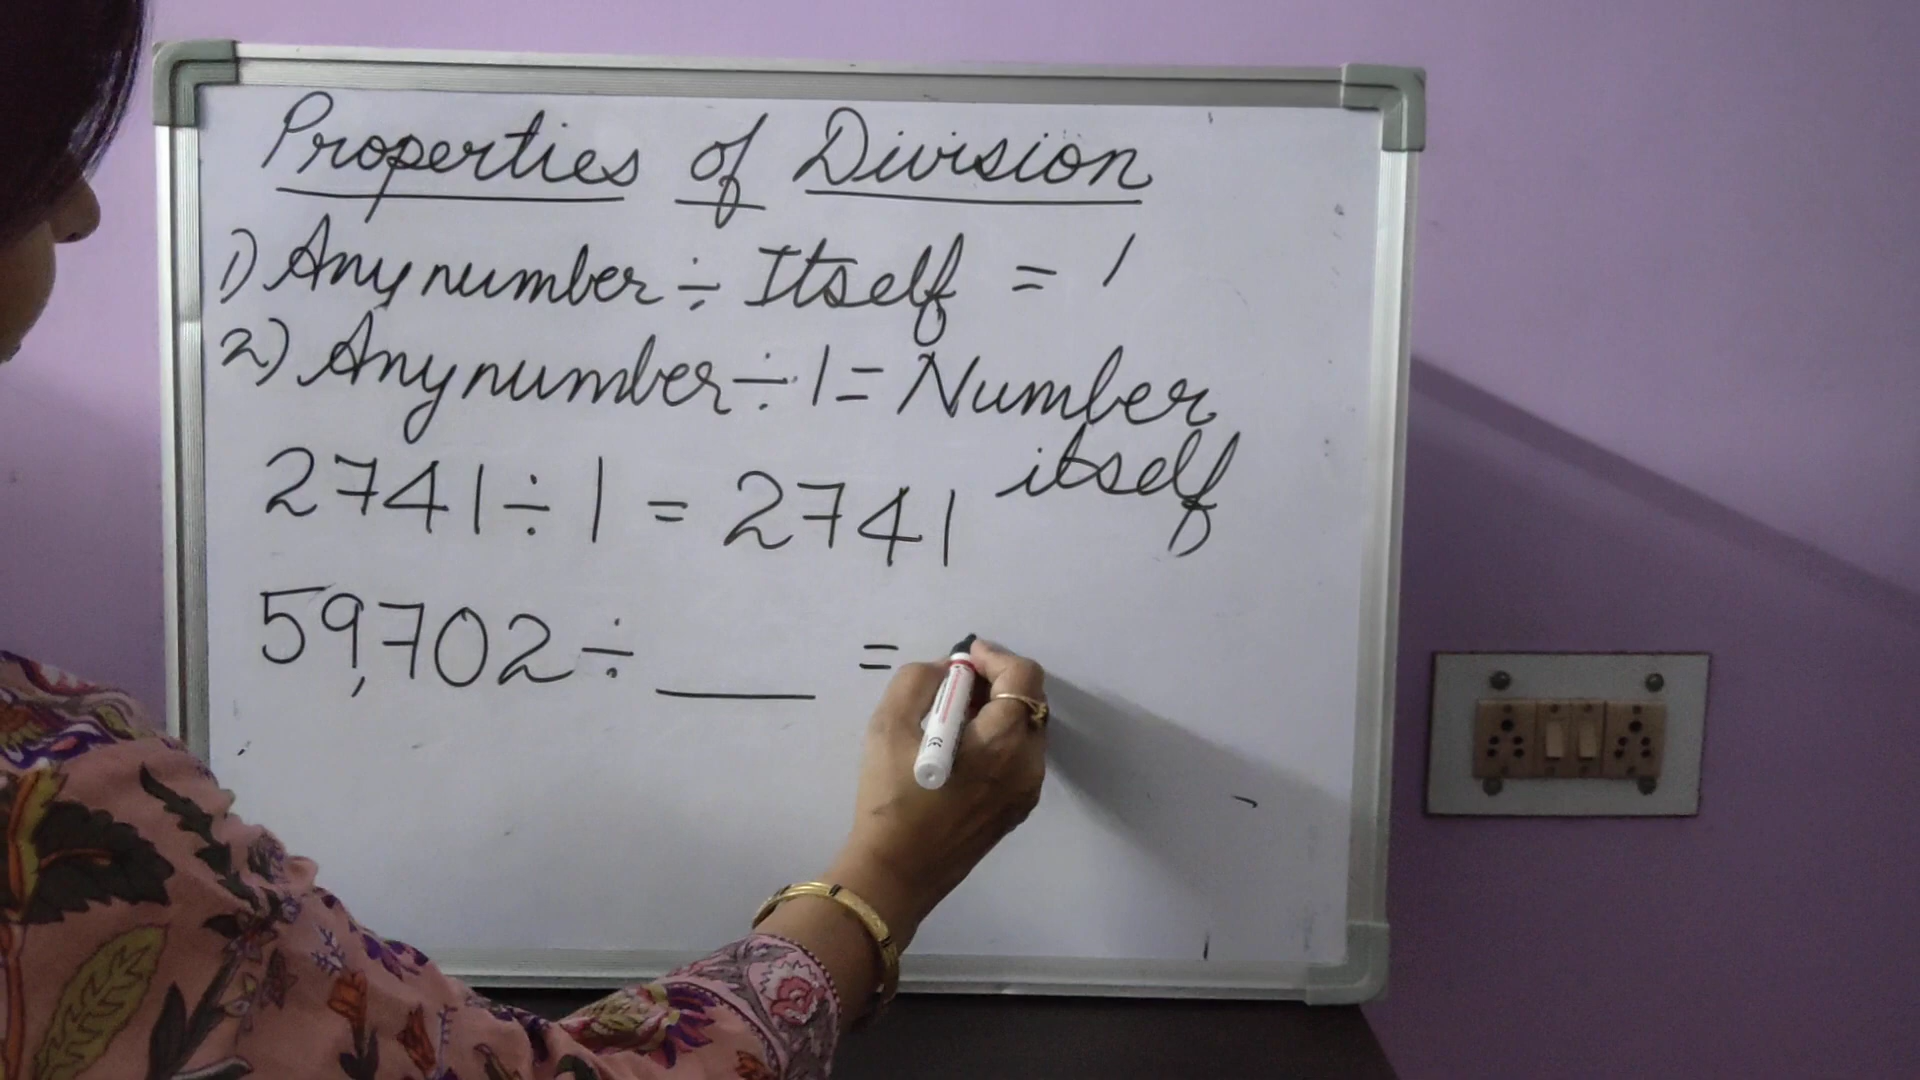 Properties of Division
1) Any number ÷ Itself = 1
2) Any number ÷ 1 = Number
itself
2741 ÷ 1 = 2741
59,702 ÷ ___ =